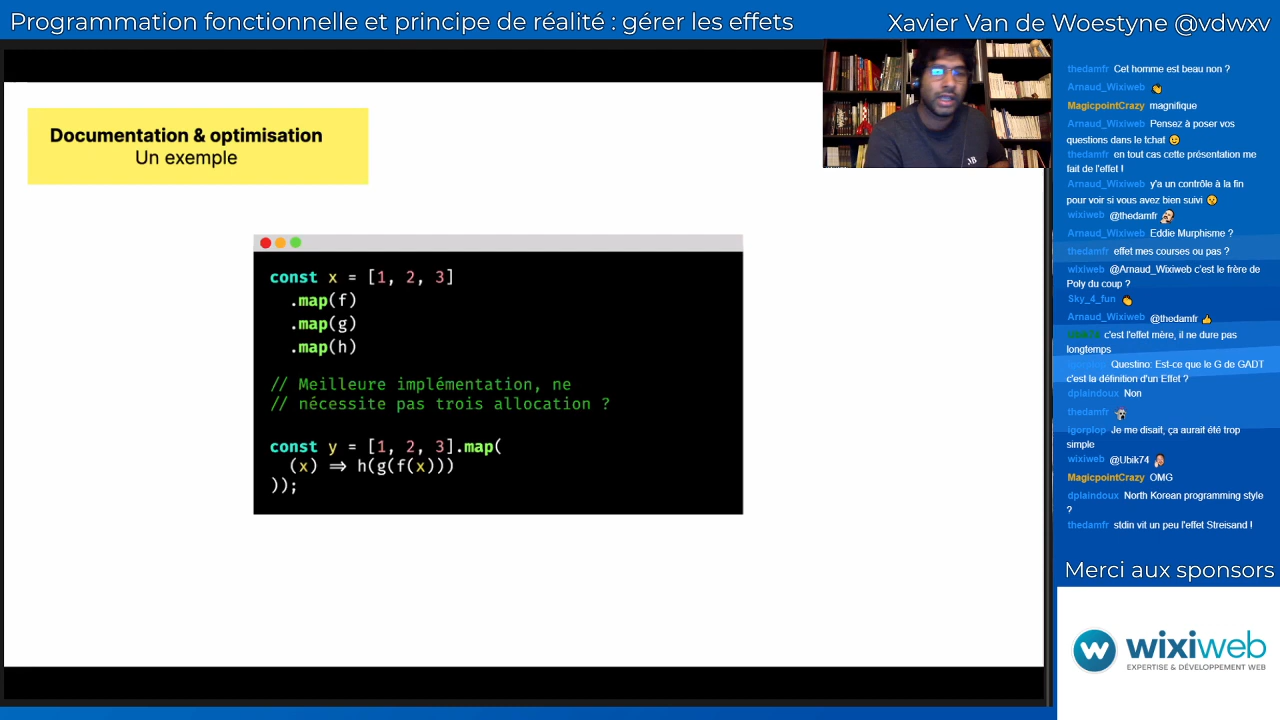 Programmation fonctionnelle et principe de réalité : gérer les effets
Xavier Van de Woestyne @vdwxv
Documentation & optimisation
Un exemple
const x = [1, 2, 3]
.map(f)
.map(g)
.map(h)
// Meilleure implémentation, ne
// nécessite pas trois allocation ?
const y = [1, 2, 3].map(
(x) ⇒ h(g(f(x)))
));
thedamfr Cet homme est beau non ?
Arnaud_Wixiweb 👏
MagicpointCrazy magnifique
Arnaud_Wixiweb Pensez à poser vos
questions dans le tchat 😉
thedamfr en tout cas cette présentation me
fait de l'effet !
Arnaud_Wixiweb y'a un contrôle à la fin
pour voir si vous avez bien suivi 😗
wixiweb @thedamfr
Arnaud_Wixiweb Eddie Murphisme ?
thedamfr effet mes courses ou pas ?
wixiweb @Arnaud_Wixiweb c'est le frère de
Poly du coup ?
Sky_4_fun 👏
Arnaud_Wixiweb @thedamfr 👍
Ubik74 c'est l'effet mère, il ne dure pas
longtemps
igorplop Questino: Est-ce que le G de GADT
c'est la définition d'un Effet ?
dplaindoux Non
thedamfr
igorplop Je me disait, ça aurait été trop
simple
wixiweb @Ubik74
MagicpointCrazy OMG
dplaindoux North Korean programming style
?
thedamfr stdin vit un peu l'effet Streisand !
Merci aux sponsors
w wixiweb
EXPERTISE & DÉVELOPPEMENT WEB